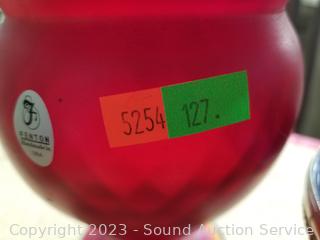 5254 127.
FENTON
Copyright 2023 - Sound Auction Service